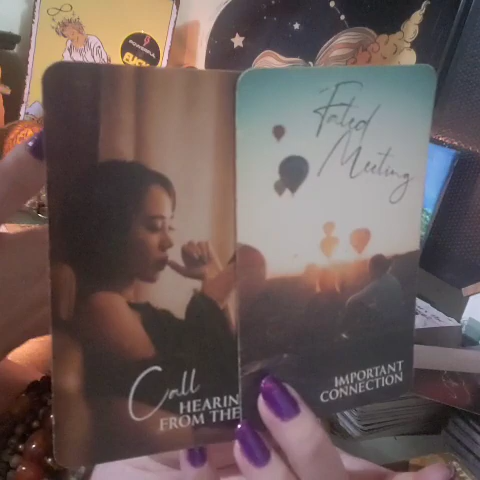 Call
HEARIN
FROM THE
Fated
Meeting
IMPORTANT
CONNECTION